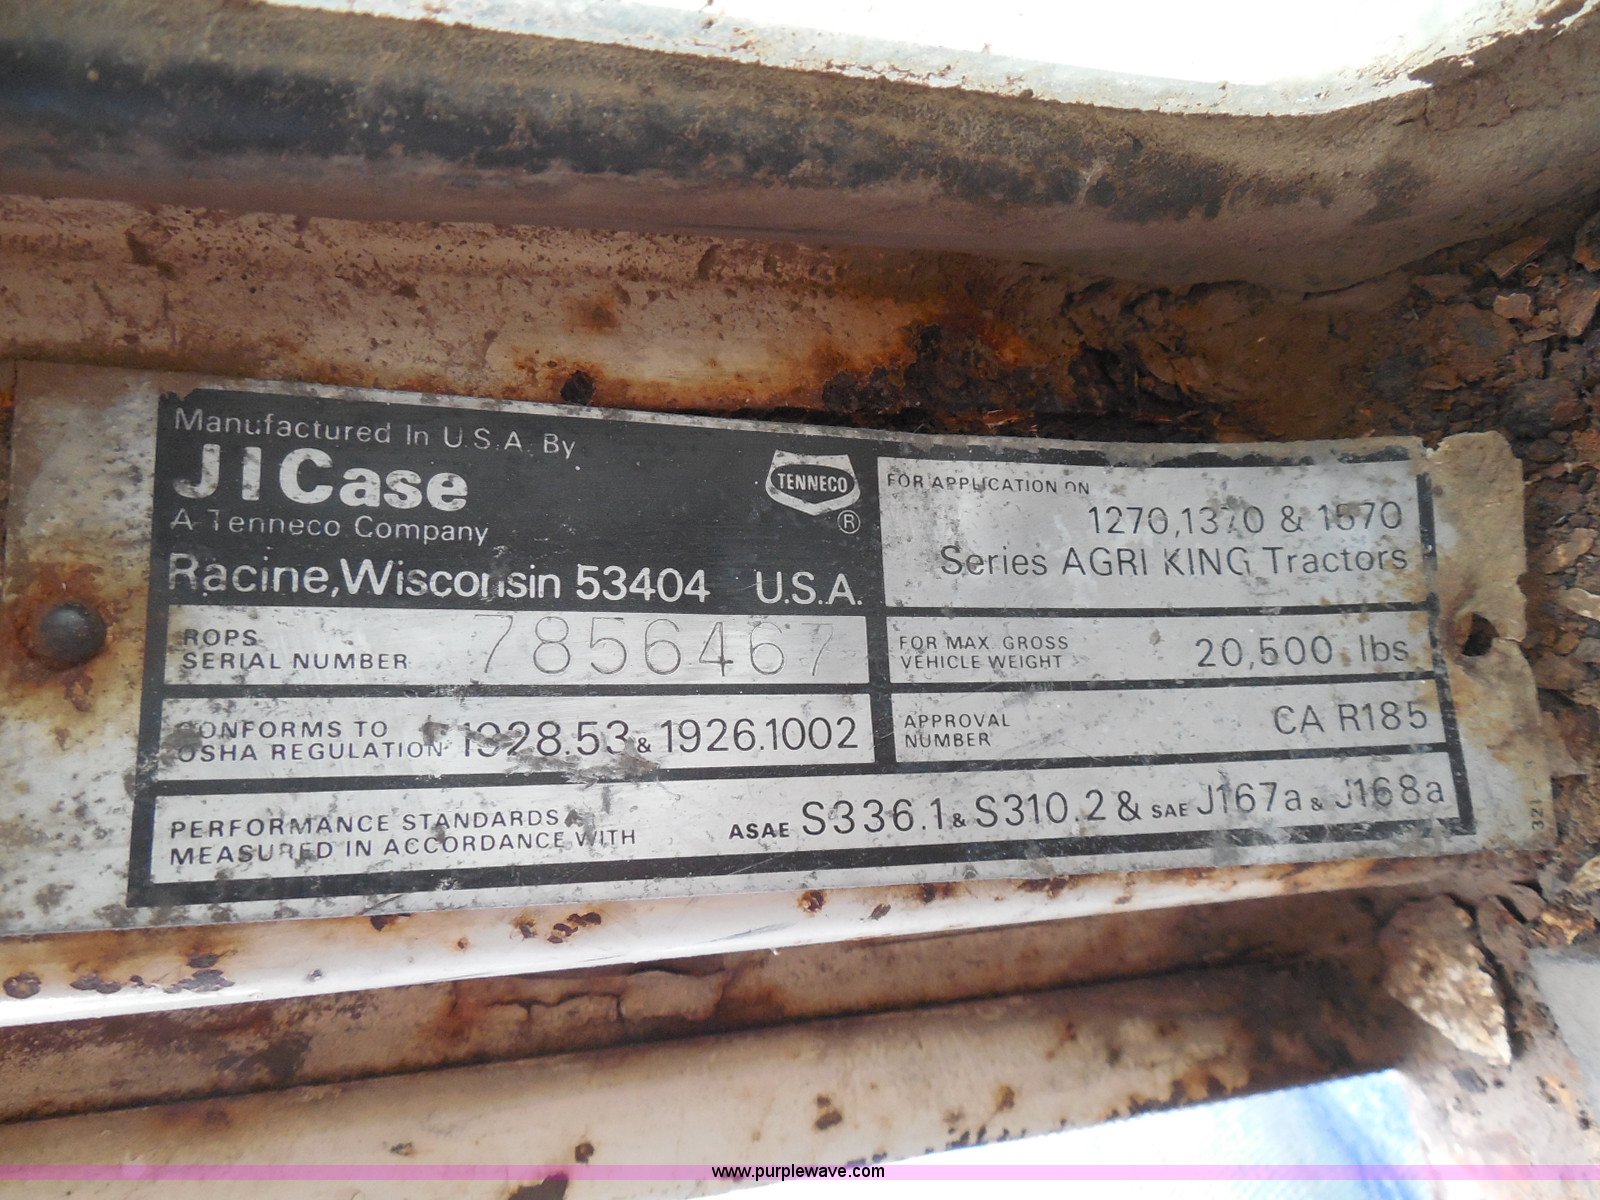 Manufactured In U.S.A. By
J I Case
A Tenneco Company
Racine, Wisconsin 53404 U.S.A.
TENNECO
®
FOR APPLICATION ON
1270, 1370 & 1570
Series AGRI KING Tractors
ROPS
SERIAL NUMBER 7856467
FOR MAX. GROSS
VEHICLE WEIGHT 20,500 lbs
CONFORMS TO
OSHA REGULATION 1928.53 & 1926.1002
APPROVAL
NUMBER CA R185
PERFORMANCE STANDARDS
MEASURED IN ACCORDANCE WITH ASAE S336.1 & S310.2 & SAE J167a & J168a
321
www.purplewave.com